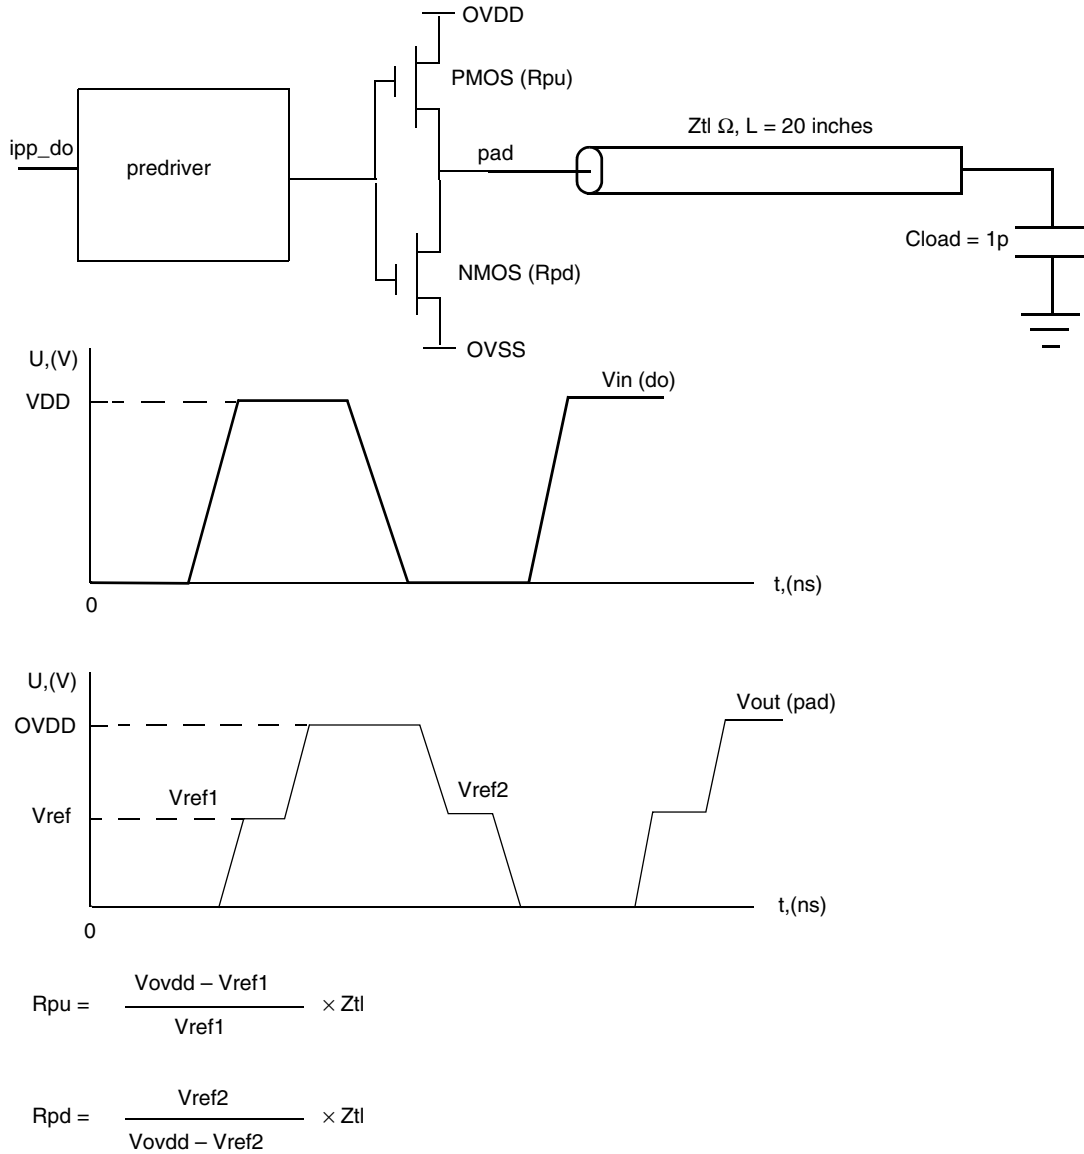 OVDD
PMOS (Rpu)
Ztl Ω, L = 20 inches
ipp_do
predriver
pad
Cload = 1p
NMOS (Rpd)
OVSS
U,(V)
VDD
Vin (do)
t,(ns)
0
U,(V)
OVDD
Vout (pad)
Vref1
Vref2
Vref
t,(ns)
0
Vovdd – Vref1
Rpu = × Ztl
Vref1
Vref2
Rpd = × Ztl
Vovdd – Vref2